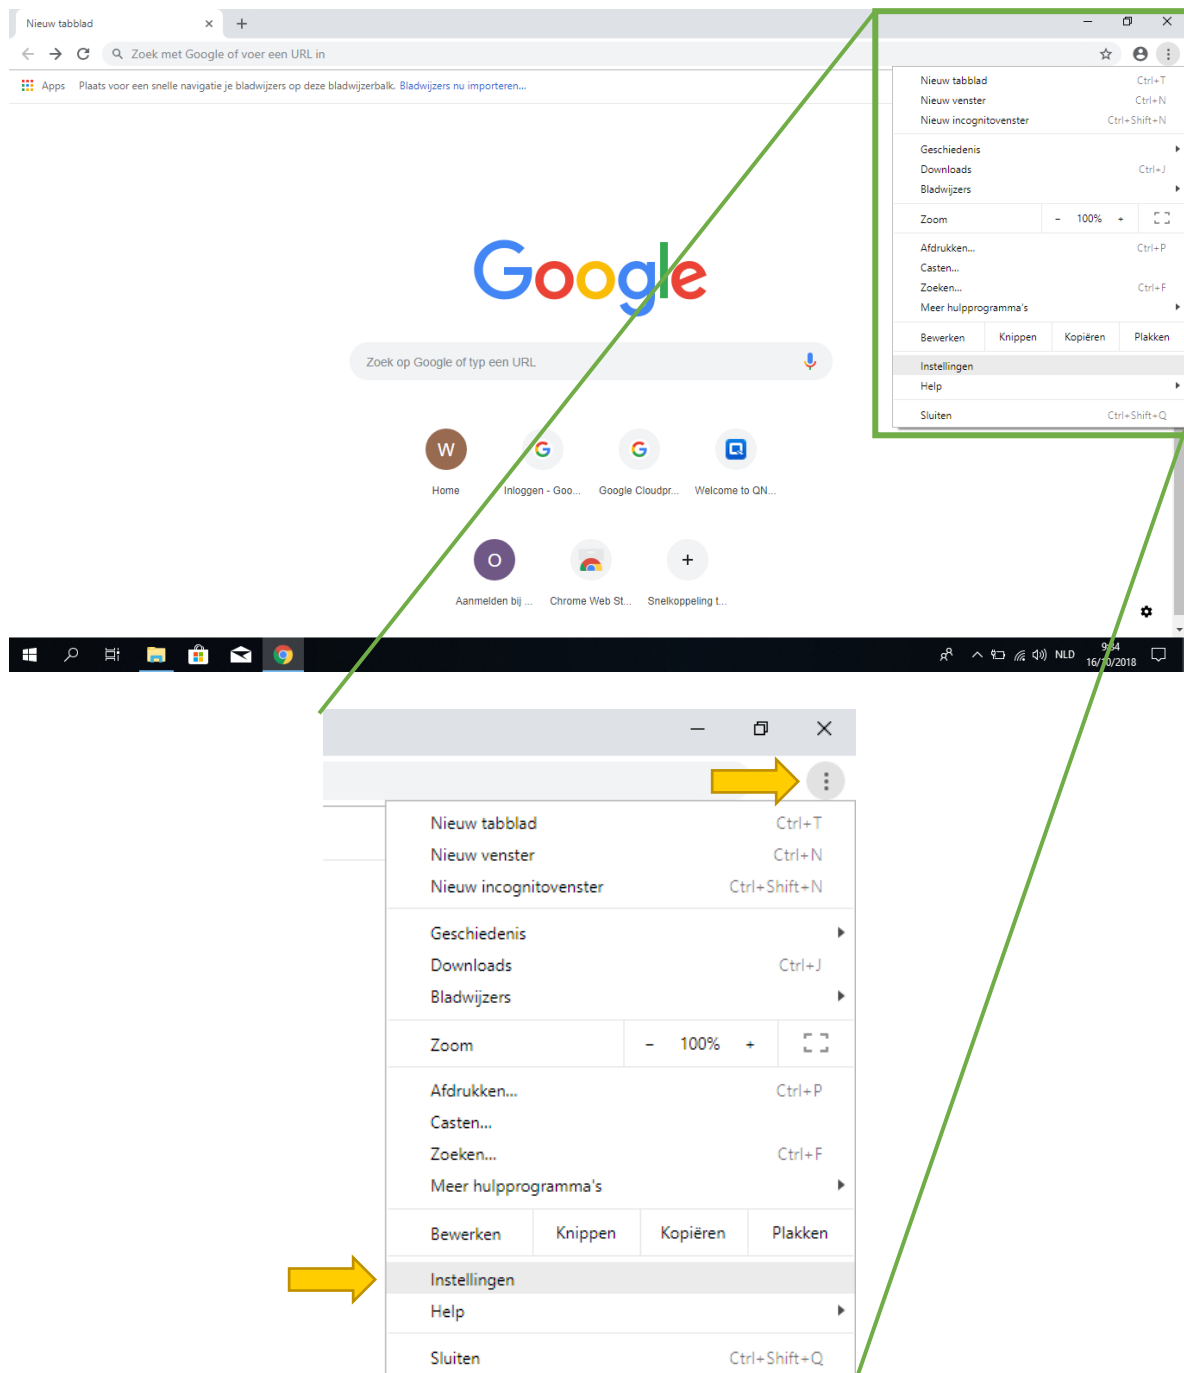 Nieuw tabblad
Zoek met Google of voer een URL in
Apps Plaats voor een snelle navigatie je bladwijzers op deze bladwijzerbalk. Bladwijzers nu importeren...
Nieuw tabblad Ctrl+T
Nieuw venster Ctrl+N
Nieuw incognitovenster Ctrl+Shift+N
Geschiedenis
Downloads Ctrl+J
Bladwijzers
Zoom - 100% +
Afdrukken... Ctrl+P
Casten...
Zoeken... Ctrl+F
Meer hulpprogramma's
Bewerken Knippen Kopiëren Plakken
Instellingen
Help
Sluiten Ctrl+Shift+Q
Google
Zoek op Google of typ een URL
W
Home Inloggen - Goo... Google Cloudpr... Welcome to QN...
O
Aanmelden bij ... Chrome Web St... Snelkoppeling t...
NLD
9:34
16/10/2018
Nieuw tabblad Ctrl+T
Nieuw venster Ctrl+N
Nieuw incognitovenster Ctrl+Shift+N
Geschiedenis
Downloads Ctrl+J
Bladwijzers
Zoom - 100% +
Afdrukken... Ctrl+P
Casten...
Zoeken... Ctrl+F
Meer hulpprogramma's
Bewerken Knippen Kopiëren Plakken
Instellingen
Help
Sluiten Ctrl+Shift+Q